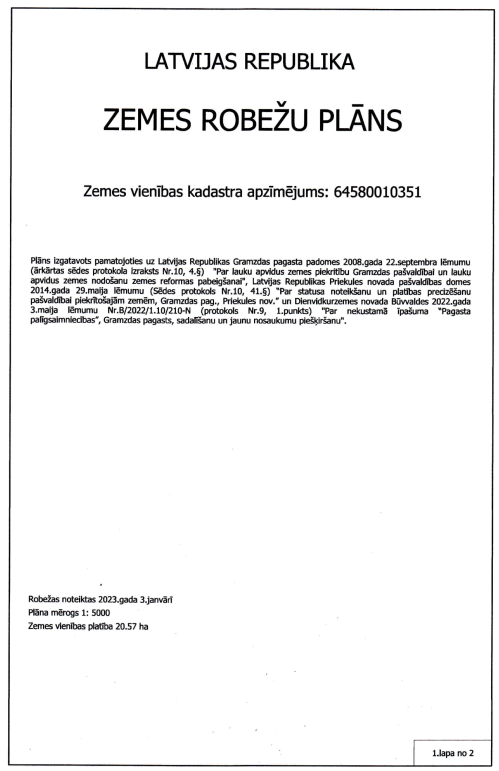 LATVIJAS REPUBLIKA
ZEMES ROBEŽU PLĀNS
Zemes vienības kadastra apzīmējums: 64580010351
Plāns izgatavots pamatojoties uz Latvijas Republikas Gramzdas pagasta padomes 2008.gada 22.septembra lēmumu
(ārkārtas sēdes protokola izraksts Nr.10, 4.§) "Par lauku apvidus zemes piekritību Gramzdas pašvaldībai un lauku
apvidus zemes nodošanu zemes reformas pabeigšanai", Latvijas Republikas Priekules novada pašvaldības domes
2014.gada 29.maija lēmumu (Sēdes protokols Nr.10, 41.§) "Par statusa noteikšanu un platības precizēšanu
pašvaldībai piekrītošajām zemēm, Gramzdas pag., Priekules nov." un Dienvidkurzemes novada Būvvaldes 2022.gada
3.maija lēmumu Nr.B/2022/1.10/210-N (protokols Nr.9, 1.punkts) "Par nekustamā īpašuma "Pagasta
palīgsaimniecības", Gramzdas pagasts, sadalīšanu un jaunu nosaukumu piešķiršanu".
Robežas noteiktas 2023.gada 3.janvārī
Plāna mērogs 1: 5000
Zemes vienības platība 20.57 ha
1.lapa no 2